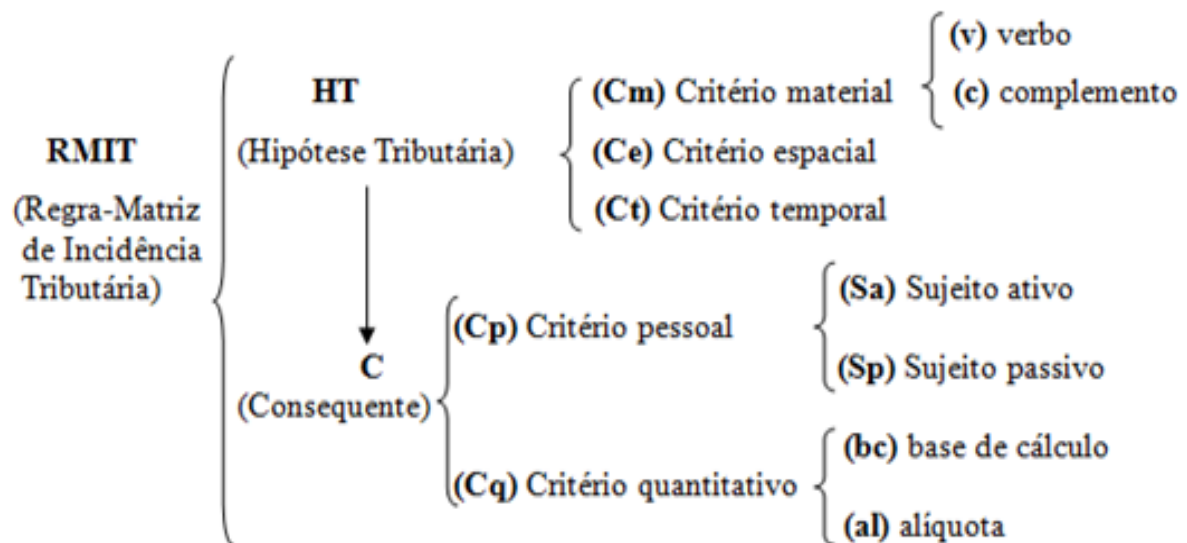 RMIT
(Regra-Matriz
de Incidência
Tributária)
HT
(Hipótese Tributária)
(Cm) Critério material
(v) verbo
(c) complemento
(Ce) Critério espacial
(Ct) Critério temporal
C
(Consequente)
(Cp) Critério pessoal
(Sa) Sujeito ativo
(Sp) Sujeito passivo
(Cq) Critério quantitativo
(bc) base de cálculo
(al) alíquota